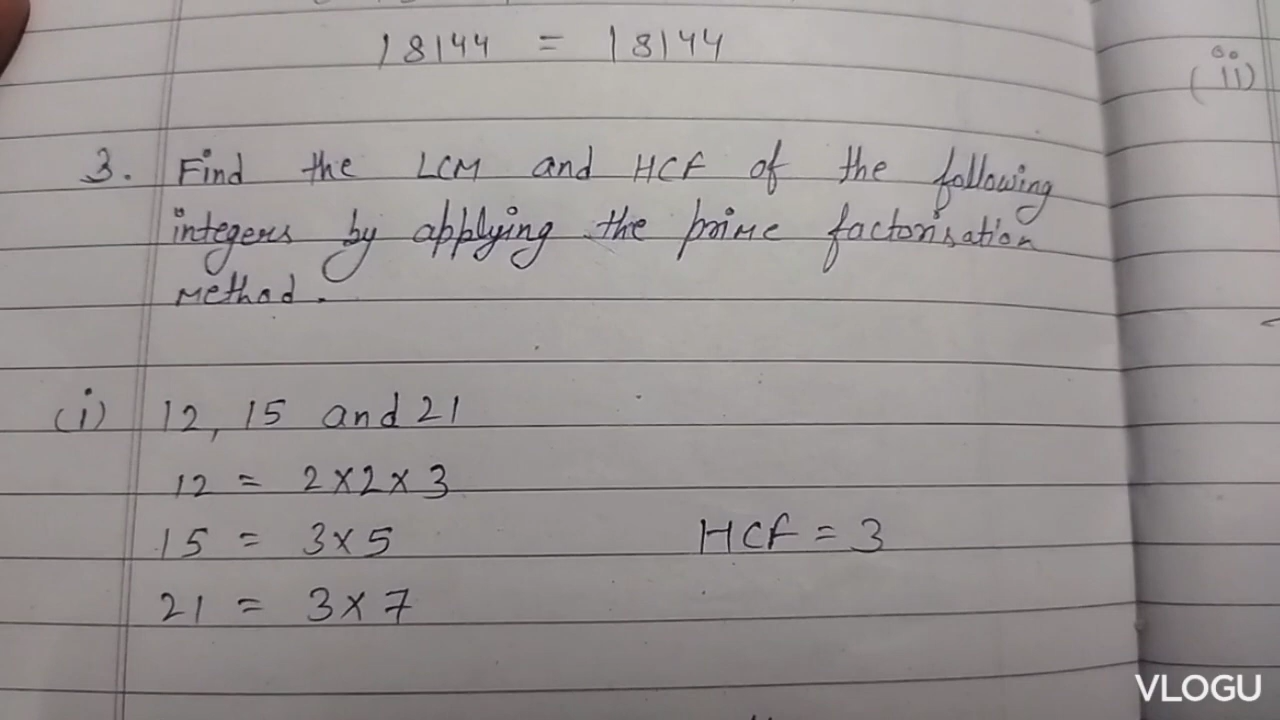 18144 = 18144
(ii)
3. Find the LCM and HCF of the following
integers by applying the prime factorisation
method.
(i) 12, 15 and 21
12 = 2×2×3
15 = 3×5 HCF = 3
21 = 3×7
VLOGU